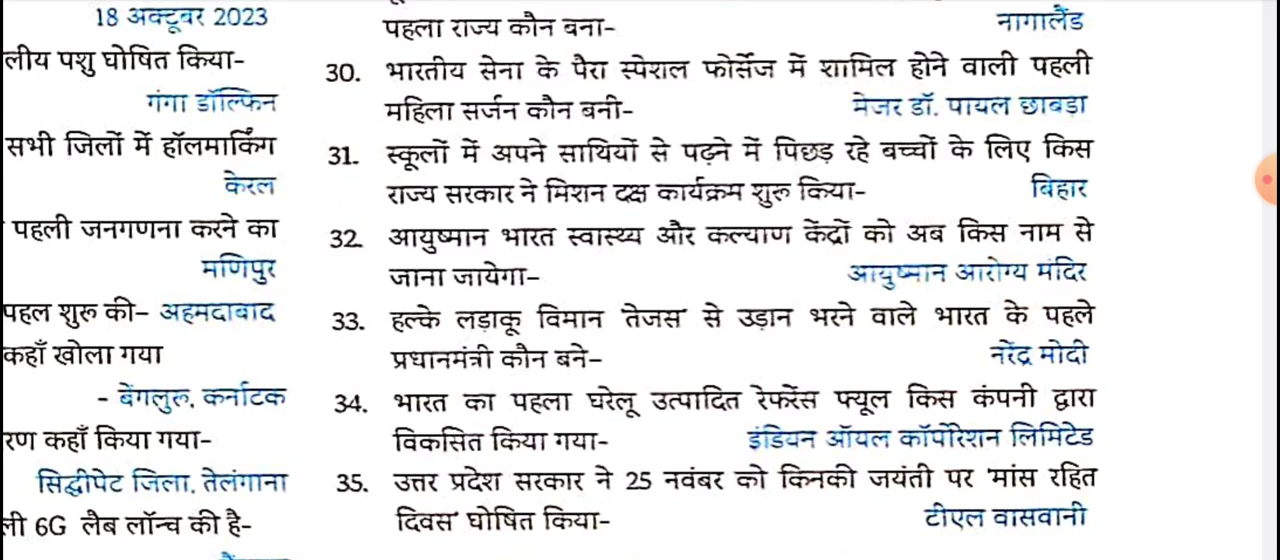 18 अक्टूबर 2023
लीय पशु घोषित किया-
गंगा डॉल्फिन
सभी जिलों में हॉलमार्किंग
केरल
पहली जनगणना करने का
मणिपुर
पहल शुरू की- अहमदाबाद
कहाँ खोला गया
- बेंगलुरु, कर्नाटक
रण कहाँ किया गया-
सिद्धीपेट जिला, तेलंगाना
ली 6G लैब लॉन्च की है-
पहला राज्य कौन बना- नागालैंड
30. भारतीय सेना के पैरा स्पेशल फोर्सेज में शामिल होने वाली पहली
महिला सर्जन कौन बनी- मेजर डॉ. पायल छाबड़ा
31. स्कूलों में अपने साथियों से पढ़ने में पिछड़ रहे बच्चों के लिए किस
राज्य सरकार ने मिशन दक्ष कार्यक्रम शुरू किया- बिहार
32. आयुष्मान भारत स्वास्थ्य और कल्याण केंद्रों को अब किस नाम से
जाना जायेगा- आयुष्मान आरोग्य मंदिर
33. हल्के लड़ाकू विमान 'तेजस' से उड़ान भरने वाले भारत के पहले
प्रधानमंत्री कौन बने- नरेंद्र मोदी
34. भारत का पहला घरेलू उत्पादित रेफरेंस फ्यूल किस कंपनी द्वारा
विकसित किया गया- इंडियन ऑयल कॉर्पोरेशन लिमिटेड
35. उत्तर प्रदेश सरकार ने 25 नवंबर को किनकी जयंती पर 'मांस रहित
दिवस' घोषित किया- टीएल वासवानी